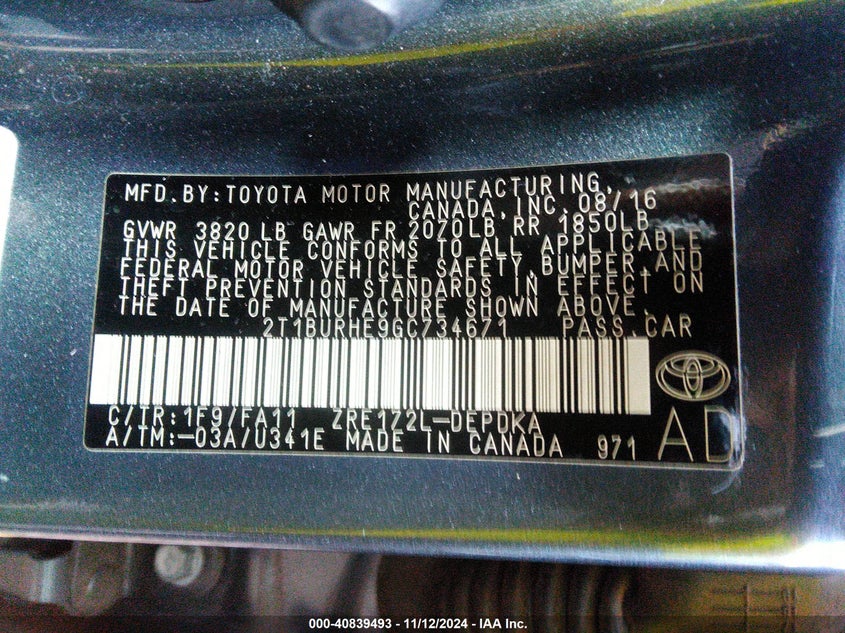 MFD.BY:TOYOTA MOTOR MANUFACTURING,
CANADA,INC. 08/16
GVWR 3820 LB GAWR FR 2070LB RR 1850LB
THIS VEHICLE CONFORMS TO ALL APPLICABLE
FEDERAL MOTOR VEHICLE SAFETY,BUMPER,AND
THEFT PREVENTION STANDARDS IN EFFECT ON
THE DATE OF MANUFACTURE SHOWN ABOVE.
2T1BURHE9GC734671 PASS.CAR
C/TR:1F9/FA11 ZRE172L-DEPDKA
A/TM:-03A/U341E MADE IN CANADA 971
AD
000-40839493 - 11/12/2024 - IAA Inc.